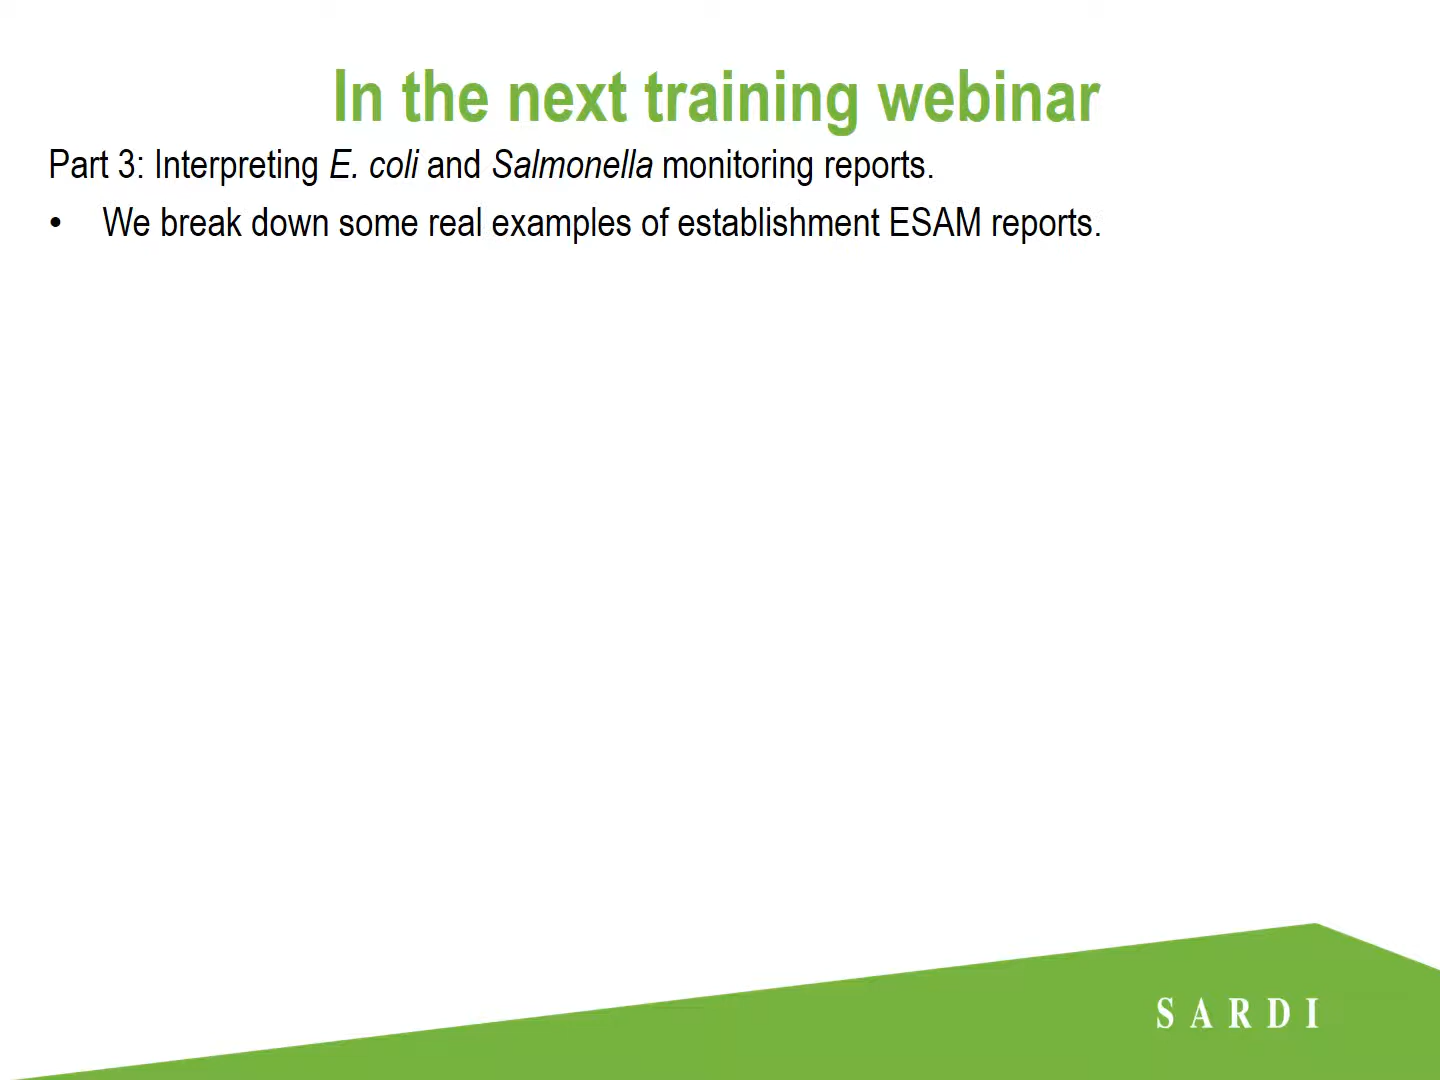 In the next training webinar
Part 3: Interpreting E. coli and Salmonella monitoring reports.
• We break down some real examples of establishment ESAM reports.
SARDI